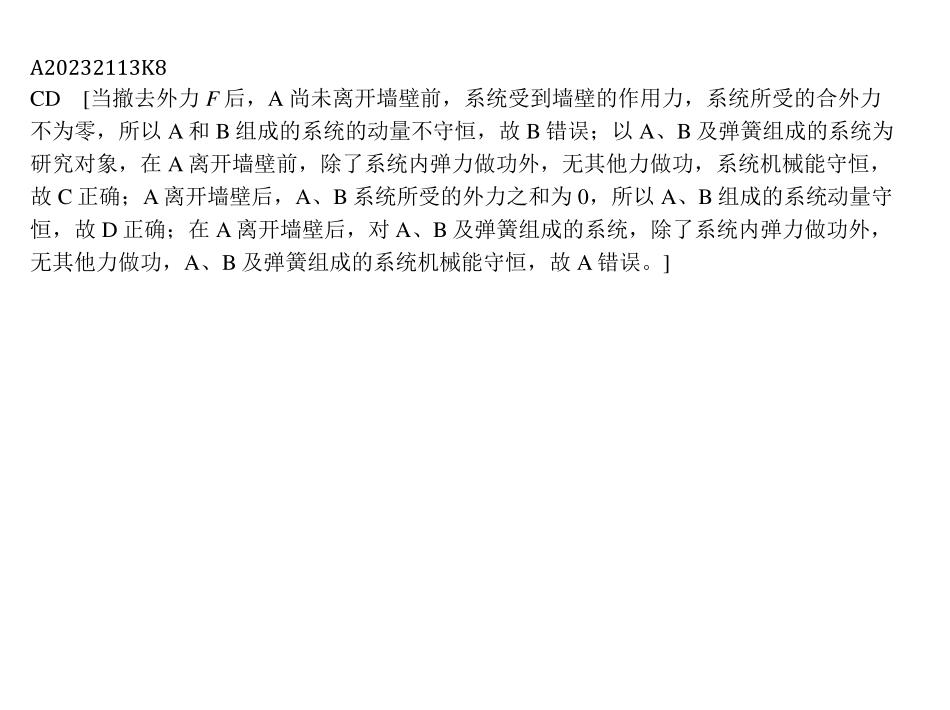 A20232113K8
CD [当撤去外力 F 后，A 尚未离开墙壁前，系统受到墙壁的作用力，系统所受的合外力
不为零，所以 A 和 B 组成的系统的动量不守恒，故 B 错误；以 A、B 及弹簧组成的系统为
研究对象，在 A 离开墙壁前，除了系统内弹力做功外，无其他力做功，系统机械能守恒，
故 C 正确；A 离开墙壁后，A、B 系统所受的外力之和为 0，所以 A、B 组成的系统动量守
恒，故 D 正确；在 A 离开墙壁后，对 A、B 及弹簧组成的系统，除了系统内弹力做功外，
无其他力做功，A、B 及弹簧组成的系统机械能守恒，故 A 错误。]